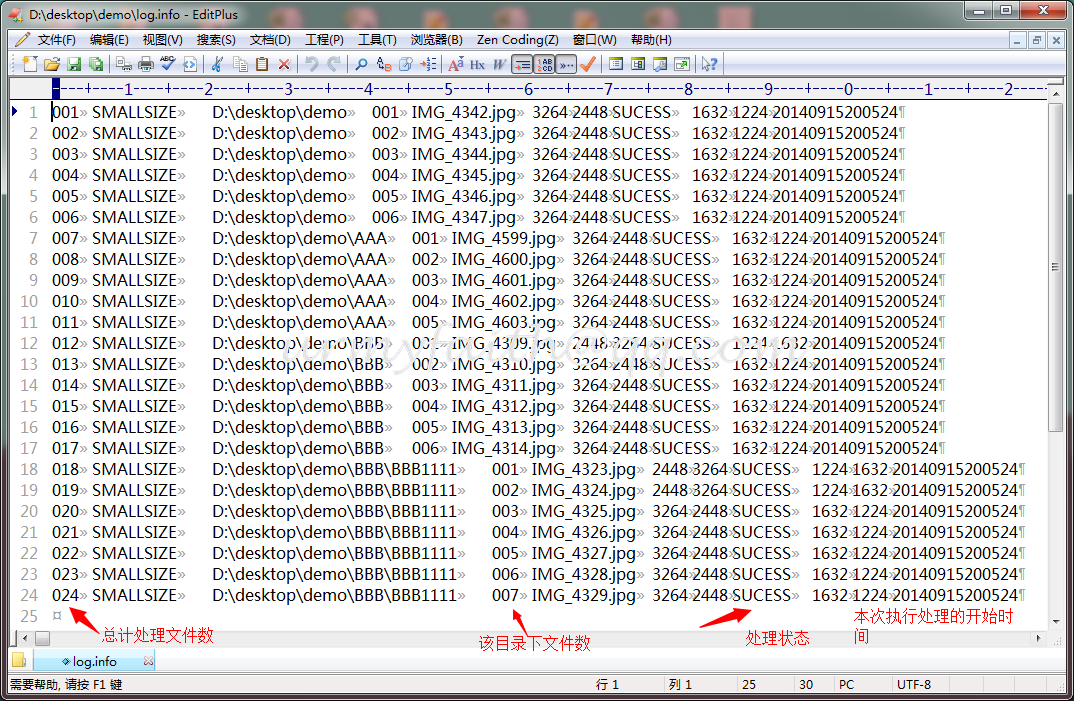 D:\desktop\demo\log.info - EditPlus
文件(F) 编辑(E) 视图(V) 搜索(S) 文档(D) 工程(P) 工具(T) 浏览器(B) Zen Coding(Z) 窗口(W) 帮助(H)
----+----1----+----2----+----3----+----4----+----5----+----6----+----7----+----8----+----9----+----0----+----1----+----2--
1 001» SMALLSIZE» D:\desktop\demo» 001» IMG_4342.jpg» 3264»2448»SUCESS» 1632»1224»20140915200524¶
2 002» SMALLSIZE» D:\desktop\demo» 002» IMG_4343.jpg» 3264»2448»SUCESS» 1632»1224»20140915200524¶
3 003» SMALLSIZE» D:\desktop\demo» 003» IMG_4344.jpg» 3264»2448»SUCESS» 1632»1224»20140915200524¶
4 004» SMALLSIZE» D:\desktop\demo» 004» IMG_4345.jpg» 3264»2448»SUCESS» 1632»1224»20140915200524¶
5 005» SMALLSIZE» D:\desktop\demo» 005» IMG_4346.jpg» 3264»2448»SUCESS» 1632»1224»20140915200524¶
6 006» SMALLSIZE» D:\desktop\demo» 006» IMG_4347.jpg» 3264»2448»SUCESS» 1632»1224»20140915200524¶
7 007» SMALLSIZE» D:\desktop\demo\AAA» 001» IMG_4599.jpg» 3264»2448»SUCESS» 1632»1224»20140915200524¶
8 008» SMALLSIZE» D:\desktop\demo\AAA» 002» IMG_4600.jpg» 3264»2448»SUCESS» 1632»1224»20140915200524¶
9 009» SMALLSIZE» D:\desktop\demo\AAA» 003» IMG_4601.jpg» 3264»2448»SUCESS» 1632»1224»20140915200524¶
10 010» SMALLSIZE» D:\desktop\demo\AAA» 004» IMG_4602.jpg» 3264»2448»SUCESS» 1632»1224»20140915200524¶
11 011» SMALLSIZE» D:\desktop\demo\AAA» 005» IMG_4603.jpg» 3264»2448»SUCESS» 1632»1224»20140915200524¶
12 012» SMALLSIZE» D:\desktop\demo\BBB» 001» IMG_4309.jpg» 2448»3264»SUCESS» 1224»1632»20140915200524¶
armyfaith@qq.com
13 013» SMALLSIZE» D:\desktop\demo\BBB» 002» IMG_4310.jpg» 3264»2448»SUCESS» 1632»1224»20140915200524¶
14 014» SMALLSIZE» D:\desktop\demo\BBB» 003» IMG_4311.jpg» 3264»2448»SUCESS» 1632»1224»20140915200524¶
15 015» SMALLSIZE» D:\desktop\demo\BBB» 004» IMG_4312.jpg» 3264»2448»SUCESS» 1632»1224»20140915200524¶
16 016» SMALLSIZE» D:\desktop\demo\BBB» 005» IMG_4313.jpg» 3264»2448»SUCESS» 1632»1224»20140915200524¶
17 017» SMALLSIZE» D:\desktop\demo\BBB» 006» IMG_4314.jpg» 3264»2448»SUCESS» 1632»1224»20140915200524¶
18 018» SMALLSIZE» D:\desktop\demo\BBB\BBB1111» 001» IMG_4323.jpg» 2448»3264»SUCESS» 1224»1632»20140915200524¶
19 019» SMALLSIZE» D:\desktop\demo\BBB\BBB1111» 002» IMG_4324.jpg» 2448»3264»SUCESS» 1224»1632»20140915200524¶
20 020» SMALLSIZE» D:\desktop\demo\BBB\BBB1111» 003» IMG_4325.jpg» 3264»2448»SUCESS» 1632»1224»20140915200524¶
21 021» SMALLSIZE» D:\desktop\demo\BBB\BBB1111» 004» IMG_4326.jpg» 3264»2448»SUCESS» 1632»1224»20140915200524¶
22 022» SMALLSIZE» D:\desktop\demo\BBB\BBB1111» 005» IMG_4327.jpg» 3264»2448»SUCESS» 1632»1224»20140915200524¶
23 023» SMALLSIZE» D:\desktop\demo\BBB\BBB1111» 006» IMG_4328.jpg» 3264»2448»SUCESS» 1632»1224»20140915200524¶
24 024» SMALLSIZE» D:\desktop\demo\BBB\BBB1111» 007» IMG_4329.jpg» 3264»2448»SUCESS» 1632»1224»20140915200524¶
25 ¤
总计处理文件数
该目录下文件数
处理状态
本次执行处理的开始时
间
log.info
需要帮助, 请按 F1 键 行 1 列 1 25 30 PC UTF-8